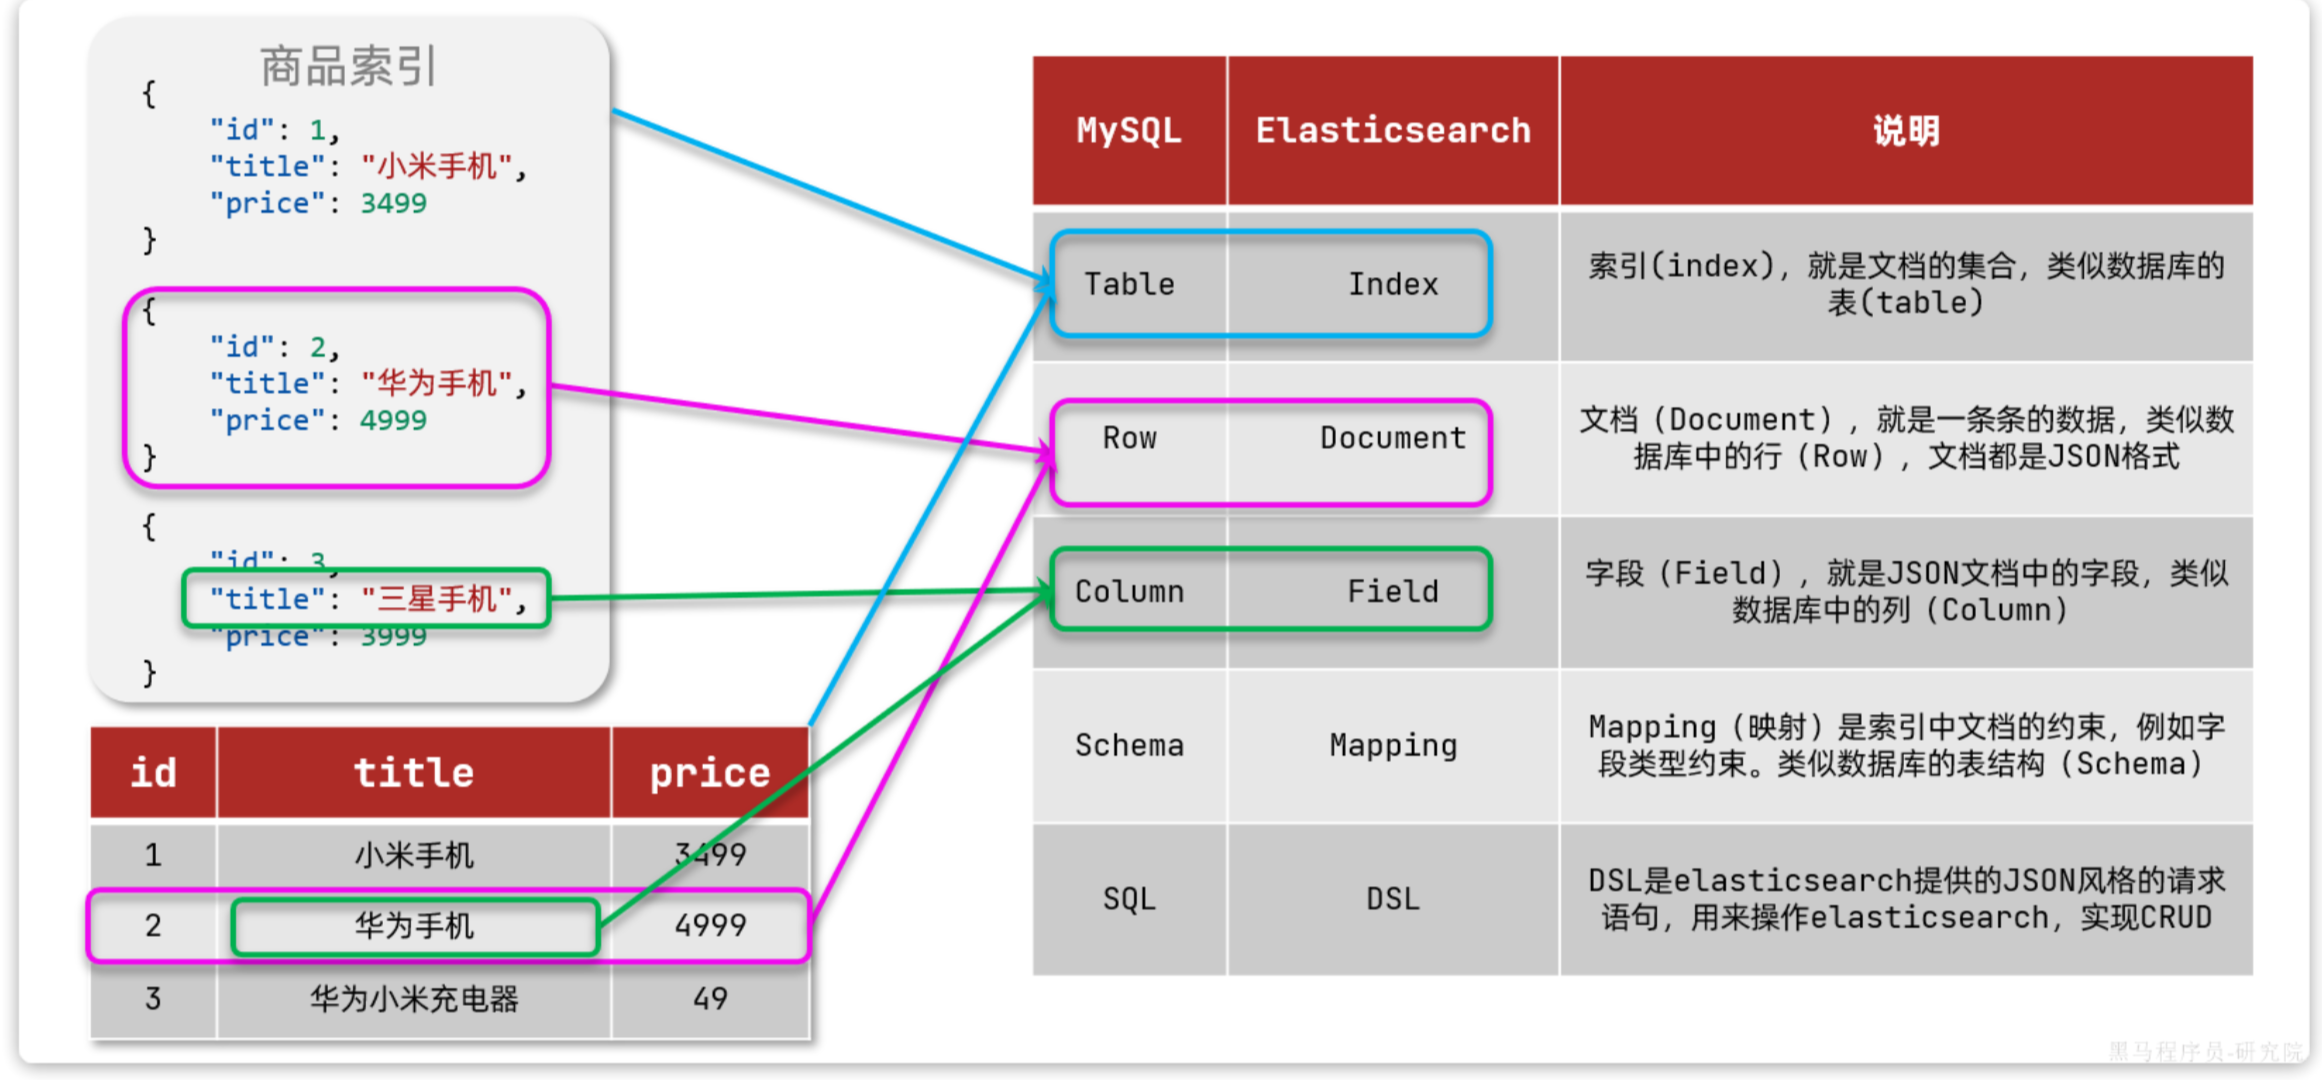 商品索引
{
"id": 1,
"title": "小米手机",
"price": 3499
}
{
"id": 2,
"title": "华为手机",
"price": 4999
}
{
"id": 3,
"title": "三星手机",
"price": 3999
}
id title price
1 小米手机 3499
2 华为手机 4999
3 华为小米充电器 49
MySQL Elasticsearch 说明
Table Index 索引(index)，就是文档的集合，类似数据库的
表(table)
Row Document 文档（Document），就是一条条的数据，类似数
据库中的行（Row），文档都是JSON格式
Column Field 字段（Field），就是JSON文档中的字段，类似
数据库中的列（Column）
Schema Mapping Mapping（映射）是索引中文档的约束，例如字
段类型约束。类似数据库的表结构（Schema）
SQL DSL DSL是elasticsearch提供的JSON风格的请求
语句，用来操作elasticsearch，实现CRUD
黑马程序员-研究院